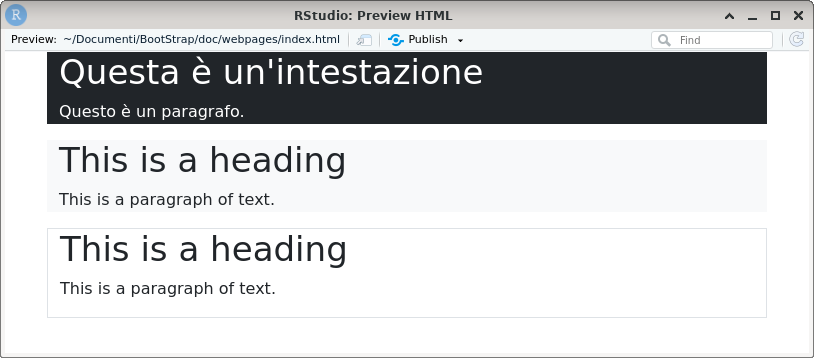 R
RStudio: Preview HTML
Preview: ~/Documenti/BootStrap/doc/webpages/index.html Publish Find
Questa è un'intestazione
Questo è un paragrafo.
This is a heading
This is a paragraph of text.
This is a heading
This is a paragraph of text.